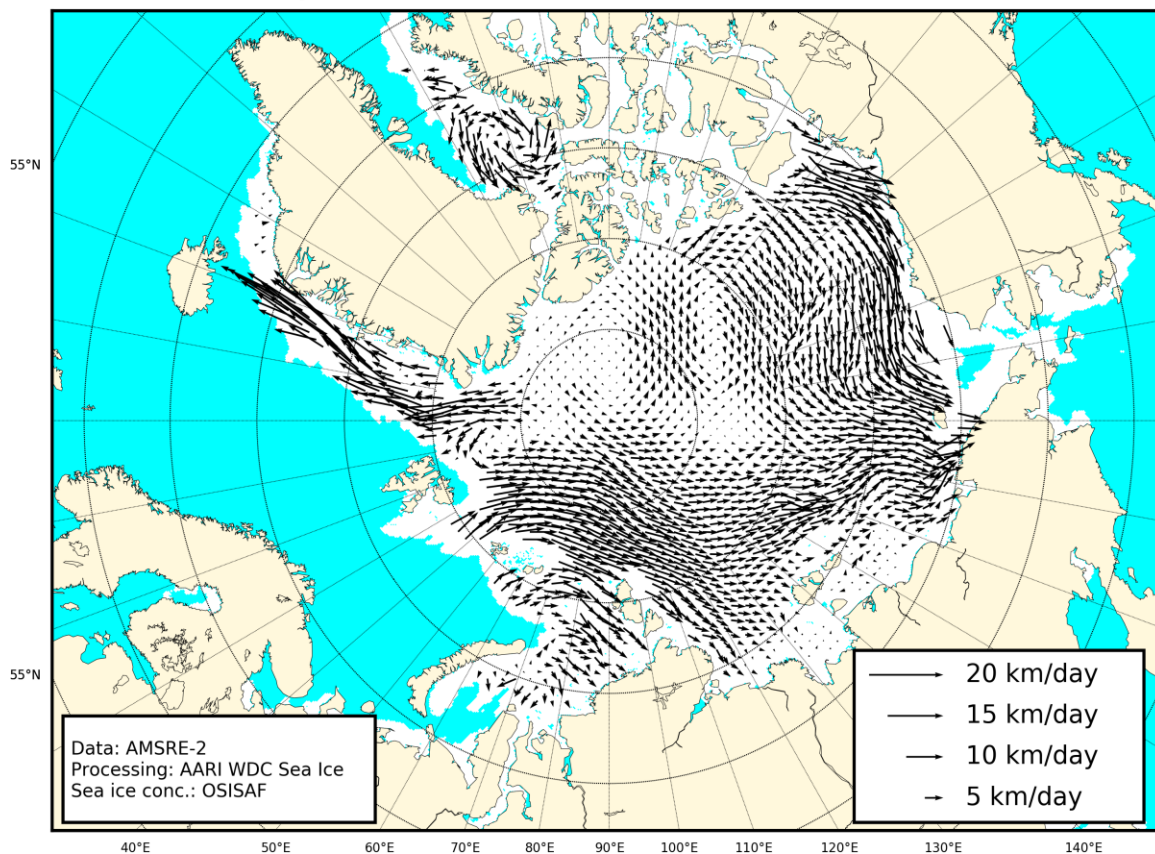 55°N
55°N
Data: AMSRE-2
Processing: AARI WDC Sea Ice
Sea ice conc.: OSISAF
20 km/day
15 km/day
10 km/day
5 km/day
40°E 50°E 60°E 70°E 80°E 90°E 100°E 110°E 120°E 130°E 140°E